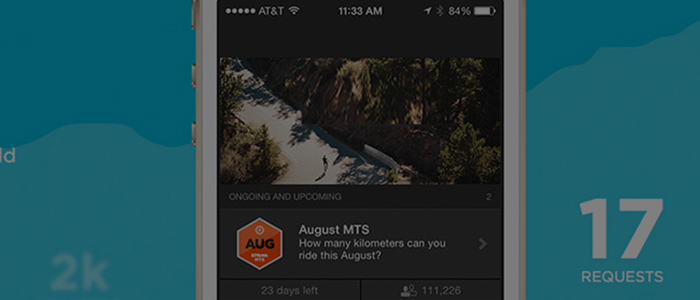 AT&T 11:33 AM 84%
ld
ONGOING AND UPCOMING 2
August MTS
How many kilometers can you
ride this August?
AUG
STRAVA
MTS
23 days left 111,226
2k
17
REQUESTS